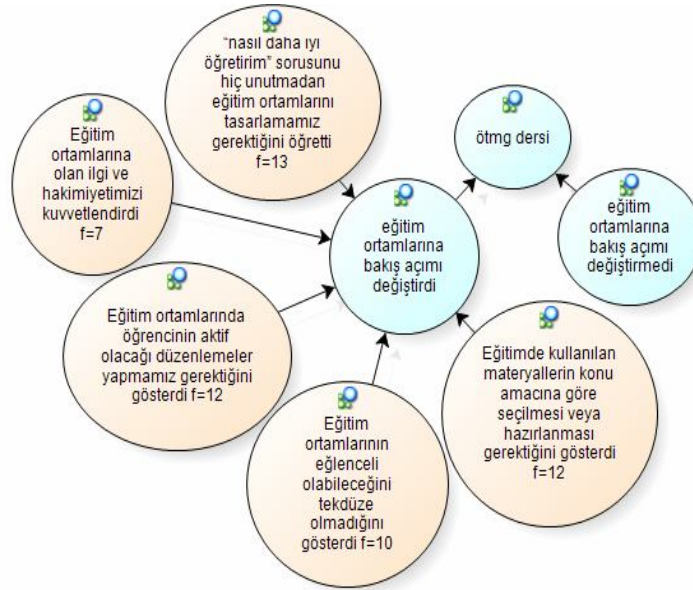 “nasıl daha iyi
öğretirim” sorusunu
hiç unutmadan
eğitim ortamlarını
tasarlamamız
gerektiğini öğretti
f=13
ötmg dersi
Eğitim
ortamlarına
olan ilgi ve
hakimiyetimizi
kuvvetlendirdi
f=7
eğitim
ortamlarına
bakış açımı
değiştirdi
eğitim
ortamlarına
bakış açımı
değiştirmedi
Eğitim ortamlarında
öğrencinin aktif
olacağı düzenlemeler
yapmamız gerektiğini
gösterdi f=12
Eğitimde kullanılan
materyallerin konu
amacına göre
seçilmesi veya
hazırlanması
gerektiğini gösterdi
f=12
Eğitim
ortamlarının
eğlenceli
olabileceğini
tekdüze
olmadığını
gösterdi f=10